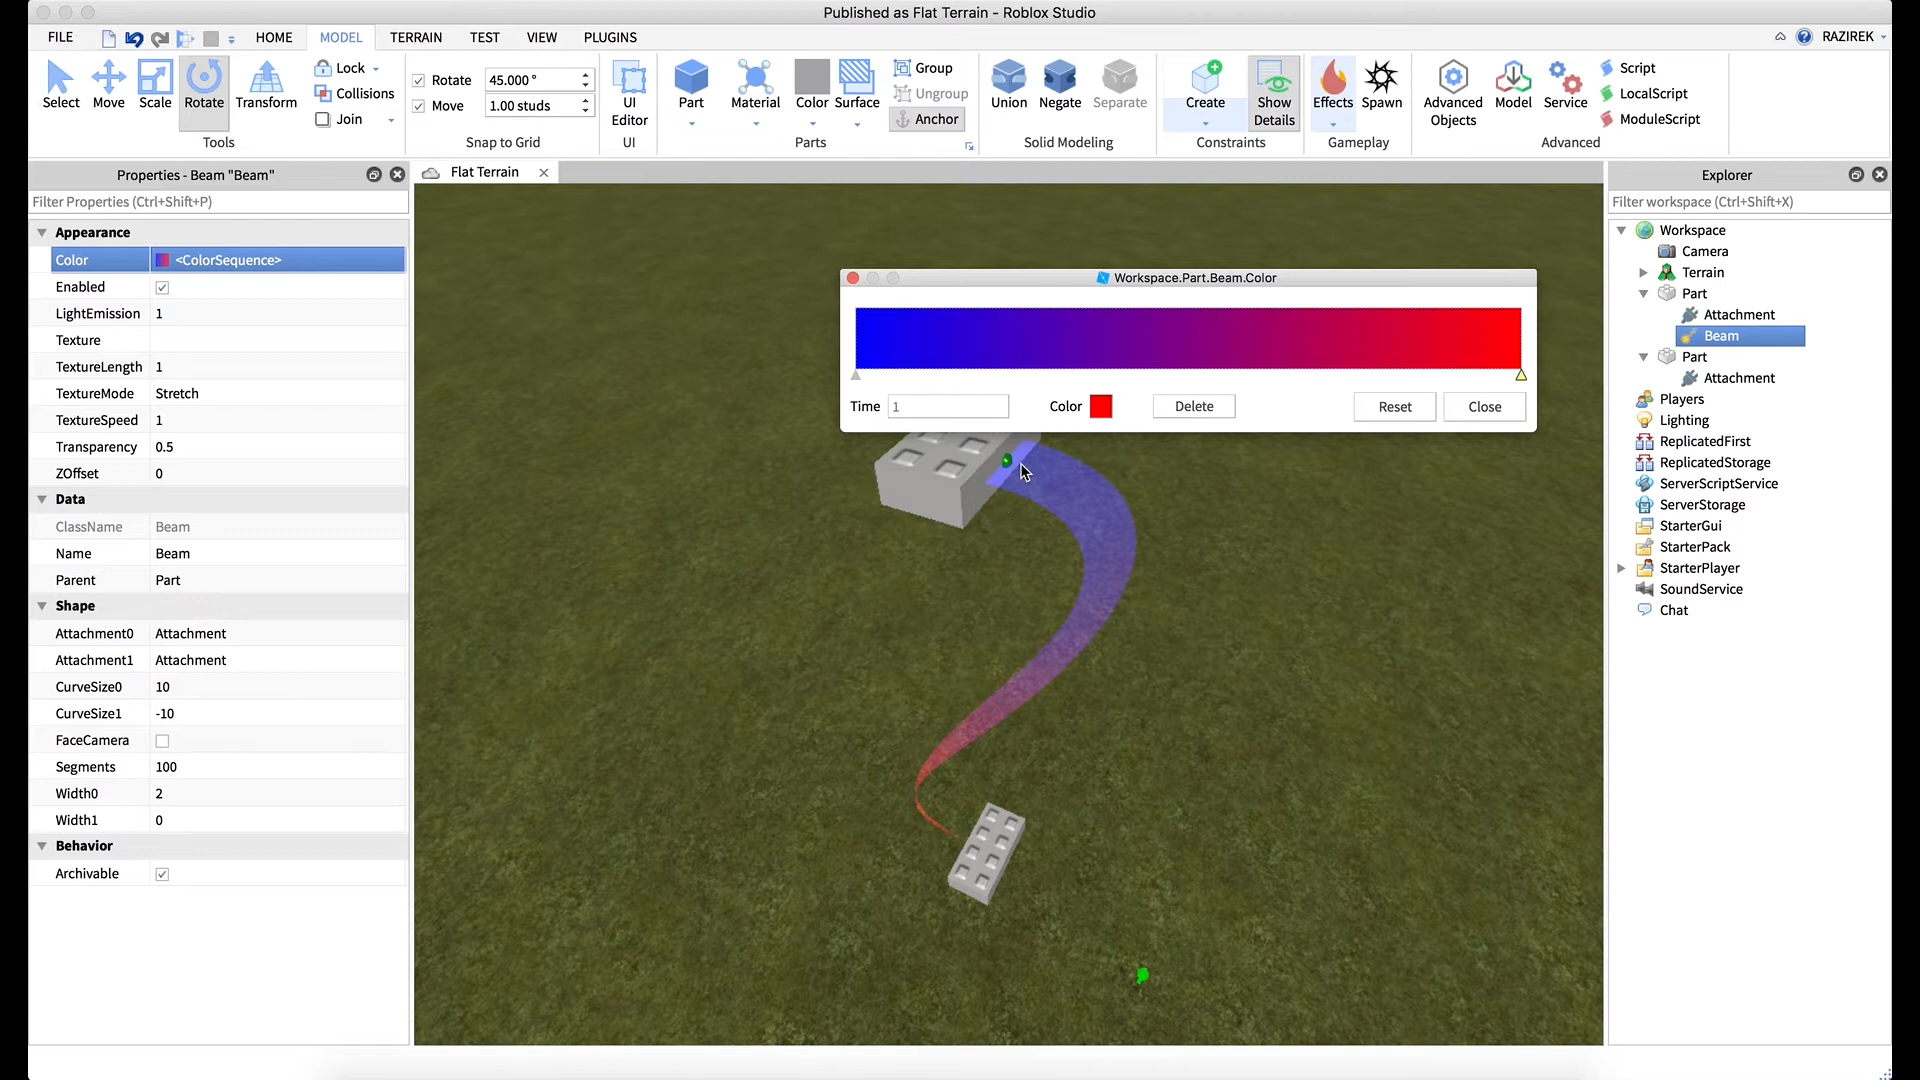 Published as Flat Terrain - Roblox Studio
FILE HOME MODEL TERRAIN TEST VIEW PLUGINS RAZIREK
Select Move Scale Rotate Transform
Lock
Collisions
Join
Tools
Rotate 45.000 °
Move 1.00 studs
Snap to Grid
UI
Editor
UI
Part Material Color Surface
Group
Ungroup
Anchor
Parts
Union Negate Separate
Solid Modeling
Create
Show
Details
Constraints
Effects Spawn
Gameplay
Advanced
Objects
Model Service
Script
LocalScript
ModuleScript
Advanced
Properties - Beam "Beam"
Filter Properties (Ctrl+Shift+P)
Appearance
Color <ColorSequence>
Enabled
LightEmission 1
Texture
TextureLength 1
TextureMode Stretch
TextureSpeed 1
Transparency 0.5
ZOffset 0
Data
ClassName Beam
Name Beam
Parent Part
Shape
Attachment0 Attachment
Attachment1 Attachment
CurveSize0 10
CurveSize1 -10
FaceCamera
Segments 100
Width0 2
Width1 0
Behavior
Archivable
Flat Terrain
Workspace.Part.Beam.Color
Time 1 Color Delete Reset Close
Explorer
Filter workspace (Ctrl+Shift+X)
Workspace
Camera
Terrain
Part
Attachment
Beam
Part
Attachment
Players
Lighting
ReplicatedFirst
ReplicatedStorage
ServerScriptService
ServerStorage
StarterGui
StarterPack
StarterPlayer
SoundService
Chat